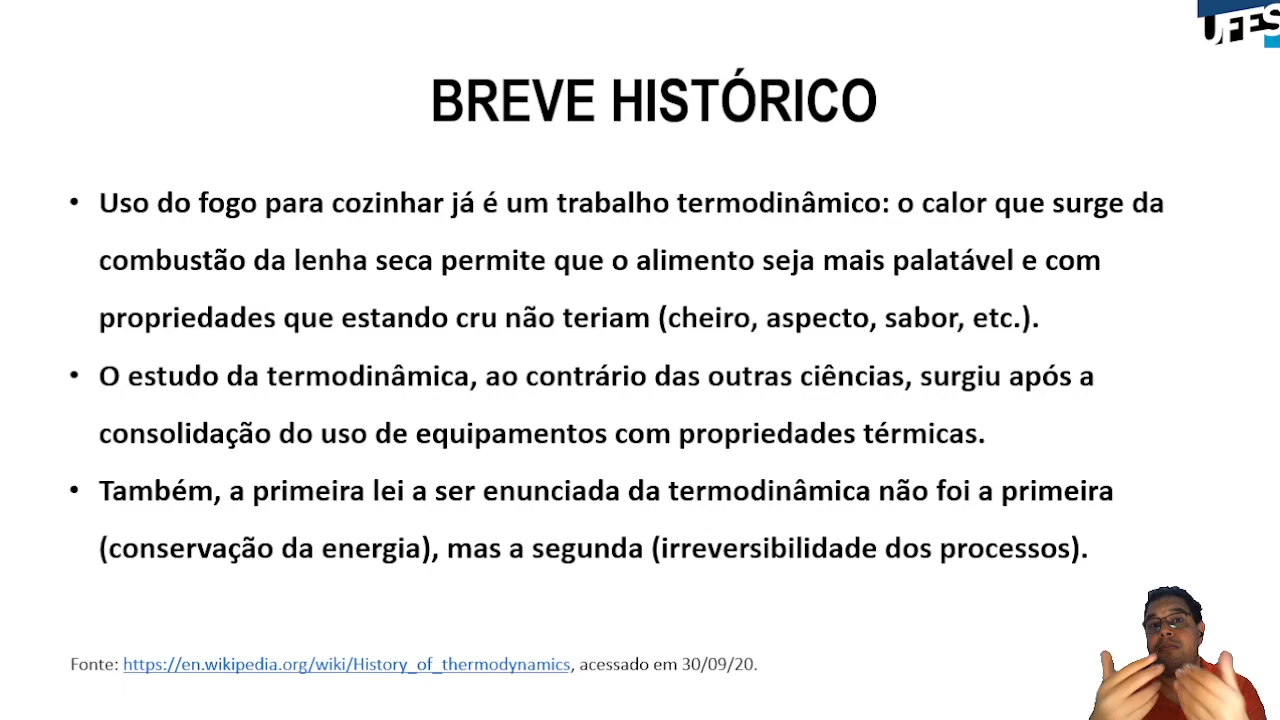 UFES
BREVE HISTÓRICO
• Uso do fogo para cozinhar já é um trabalho termodinâmico: o calor que surge da
combustão da lenha seca permite que o alimento seja mais palatável e com
propriedades que estando cru não teriam (cheiro, aspecto, sabor, etc.).
• O estudo da termodinâmica, ao contrário das outras ciências, surgiu após a
consolidação do uso de equipamentos com propriedades térmicas.
• Também, a primeira lei a ser enunciada da termodinâmica não foi a primeira
(conservação da energia), mas a segunda (irreversibilidade dos processos).
Fonte: https://en.wikipedia.org/wiki/History_of_thermodynamics, acessado em 30/09/20.